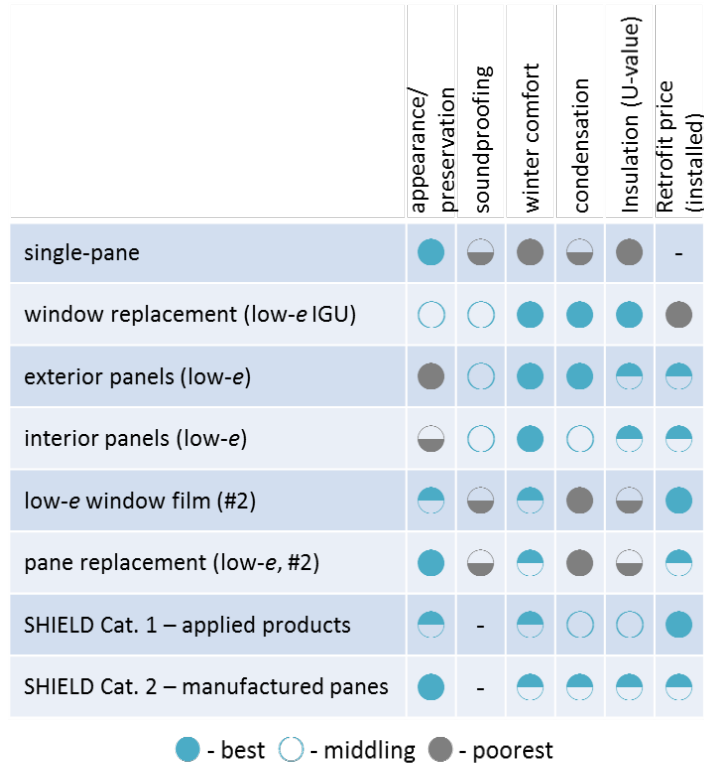 appearance/
preservation
soundproofing
winter comfort
condensation
Insulation (U-value)
Retrofit price
(installed)
single-pane -
window replacement (low-e IGU)
exterior panels (low-e)
interior panels (low-e)
low-e window film (#2)
pane replacement (low-e, #2)
SHIELD Cat. 1 – applied products -
SHIELD Cat. 2 – manufactured panes -
- best - middling - poorest